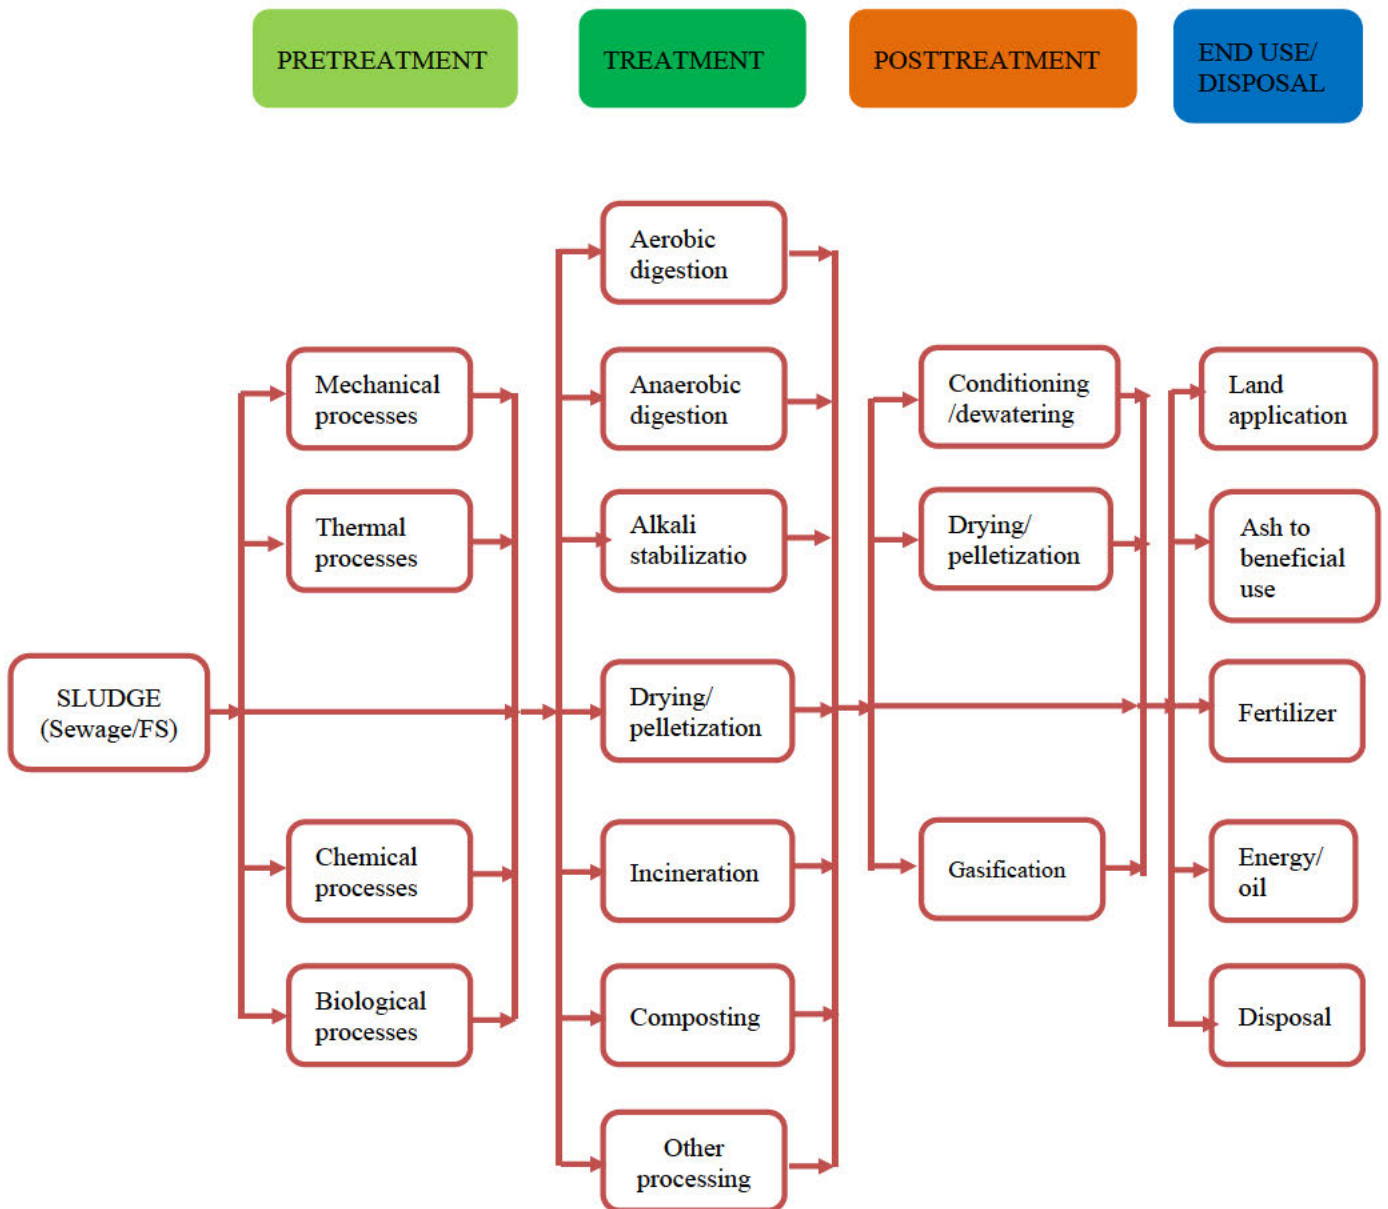 PRETREATMENT
TREATMENT
POSTTREATMENT
END USE/
DISPOSAL
SLUDGE
(Sewage/FS)
Mechanical
processes
Thermal
processes
Chemical
processes
Biological
processes
Aerobic
digestion
Anaerobic
digestion
Alkali
stabilizatio
Drying/
pelletization
Incineration
Composting
Other
processing
Conditioning
/dewatering
Drying/
pelletization
Gasification
Land
application
Ash to
beneficial
use
Fertilizer
Energy/
oil
Disposal